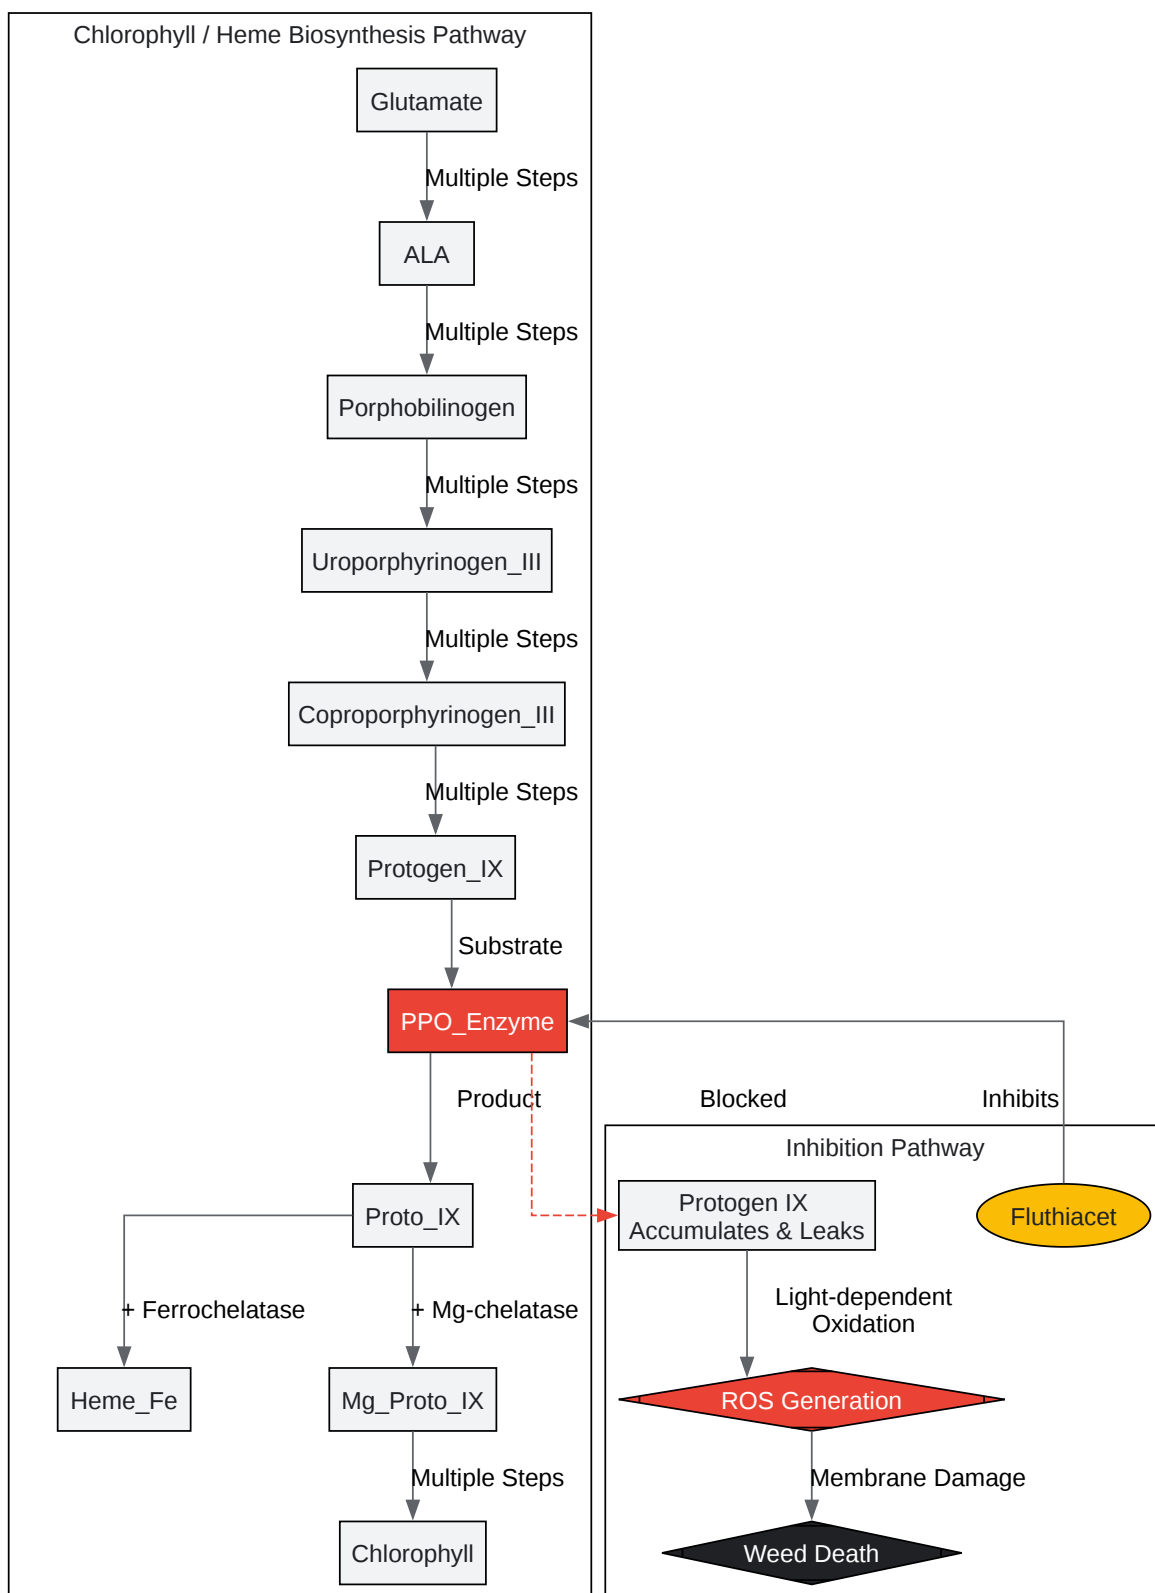 Chlorophyll / Heme Biosynthesis Pathway
Glutamate
Multiple Steps
ALA
Multiple Steps
Porphobilinogen
Multiple Steps
Uroporphyrinogen_III
Multiple Steps
Coproporphyrinogen_III
Multiple Steps
Protogen_IX
Substrate
PPO_Enzyme
Product
Blocked
Inhibits
Inhibition Pathway
Proto_IX
Protogen IX
Accumulates & Leaks
Fluthiacet
+ Ferrochelatase
+ Mg-chelatase
Light-dependent
Oxidation
Heme_Fe
Mg_Proto_IX
ROS Generation
Multiple Steps
Membrane Damage
Chlorophyll
Weed Death